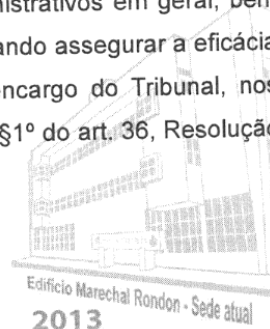 nistrativos em geral, bem
ando assegurar a eficácia
encargo do Tribunal, nos
§1º do art. 36, Resolução
Edifício Marechal Rondon - Sede atual
2013